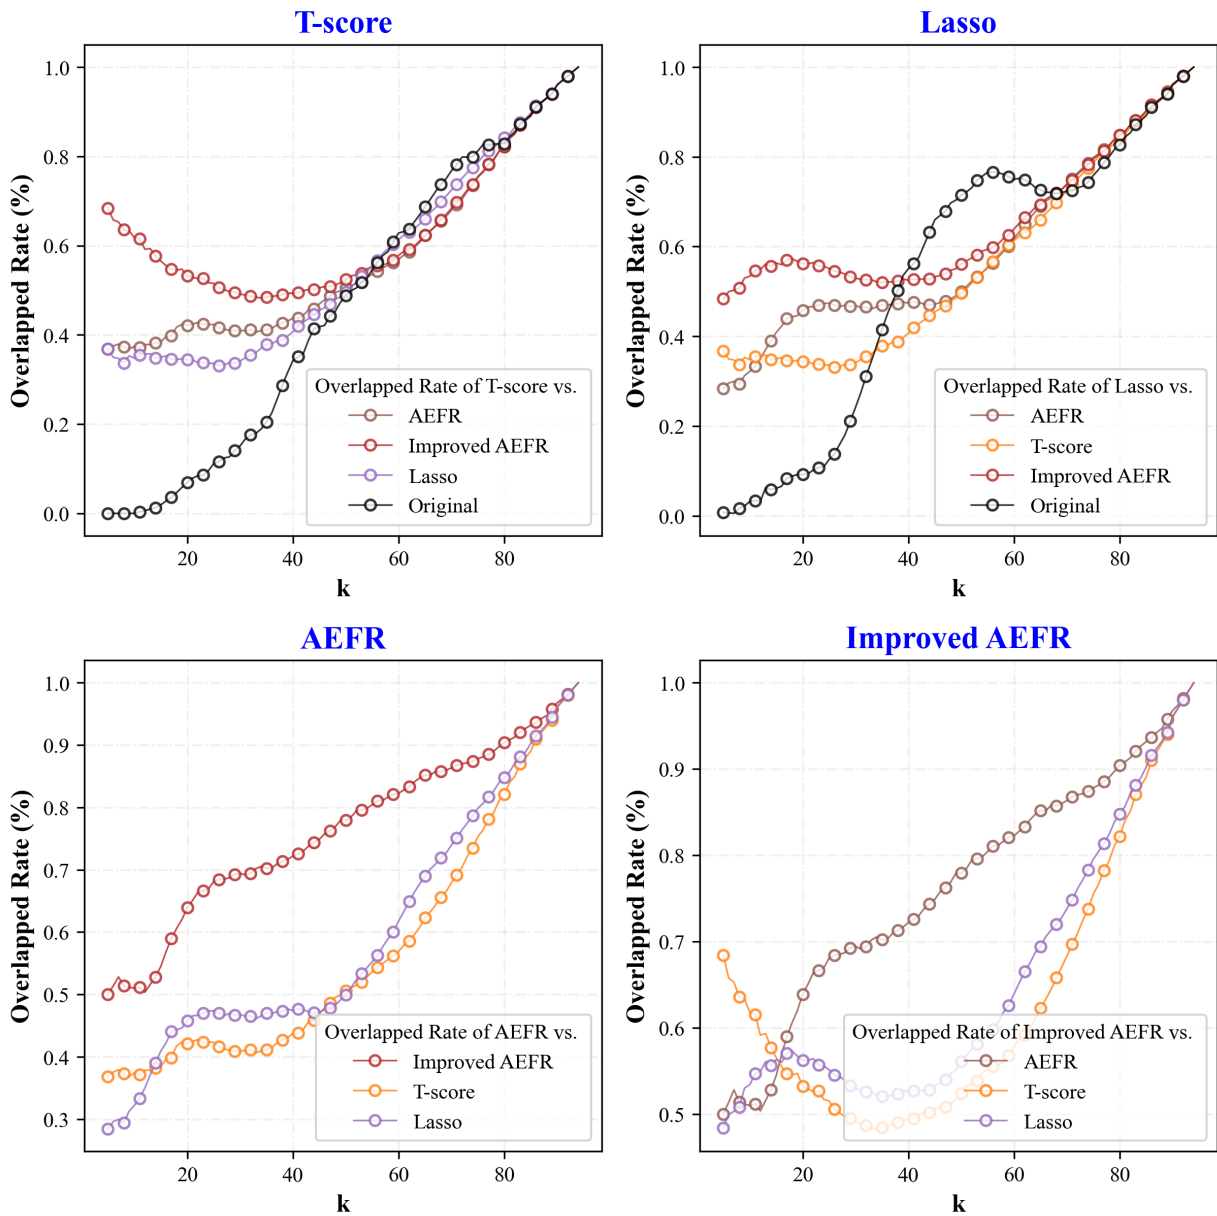 T-score
Overlapped Rate (%)
1.0
0.8
0.6
0.4
0.2
0.0
Overlapped Rate of T-score vs.
AEFR
Improved AEFR
Lasso
Original
20
40
60
80
k
Lasso
Overlapped Rate (%)
1.0
0.8
0.6
0.4
0.2
0.0
Overlapped Rate of Lasso vs.
AEFR
T-score
Improved AEFR
Original
20
40
60
80
k
AEFR
Overlapped Rate (%)
1.0
0.9
0.8
0.7
0.6
0.5
0.4
0.3
Overlapped Rate of AEFR vs.
Improved AEFR
T-score
Lasso
20
40
60
80
k
Improved AEFR
Overlapped Rate (%)
1.0
0.9
0.8
0.7
0.6
0.5
Overlapped Rate of Improved AEFR vs.
AEFR
T-score
Lasso
20
40
60
80
k